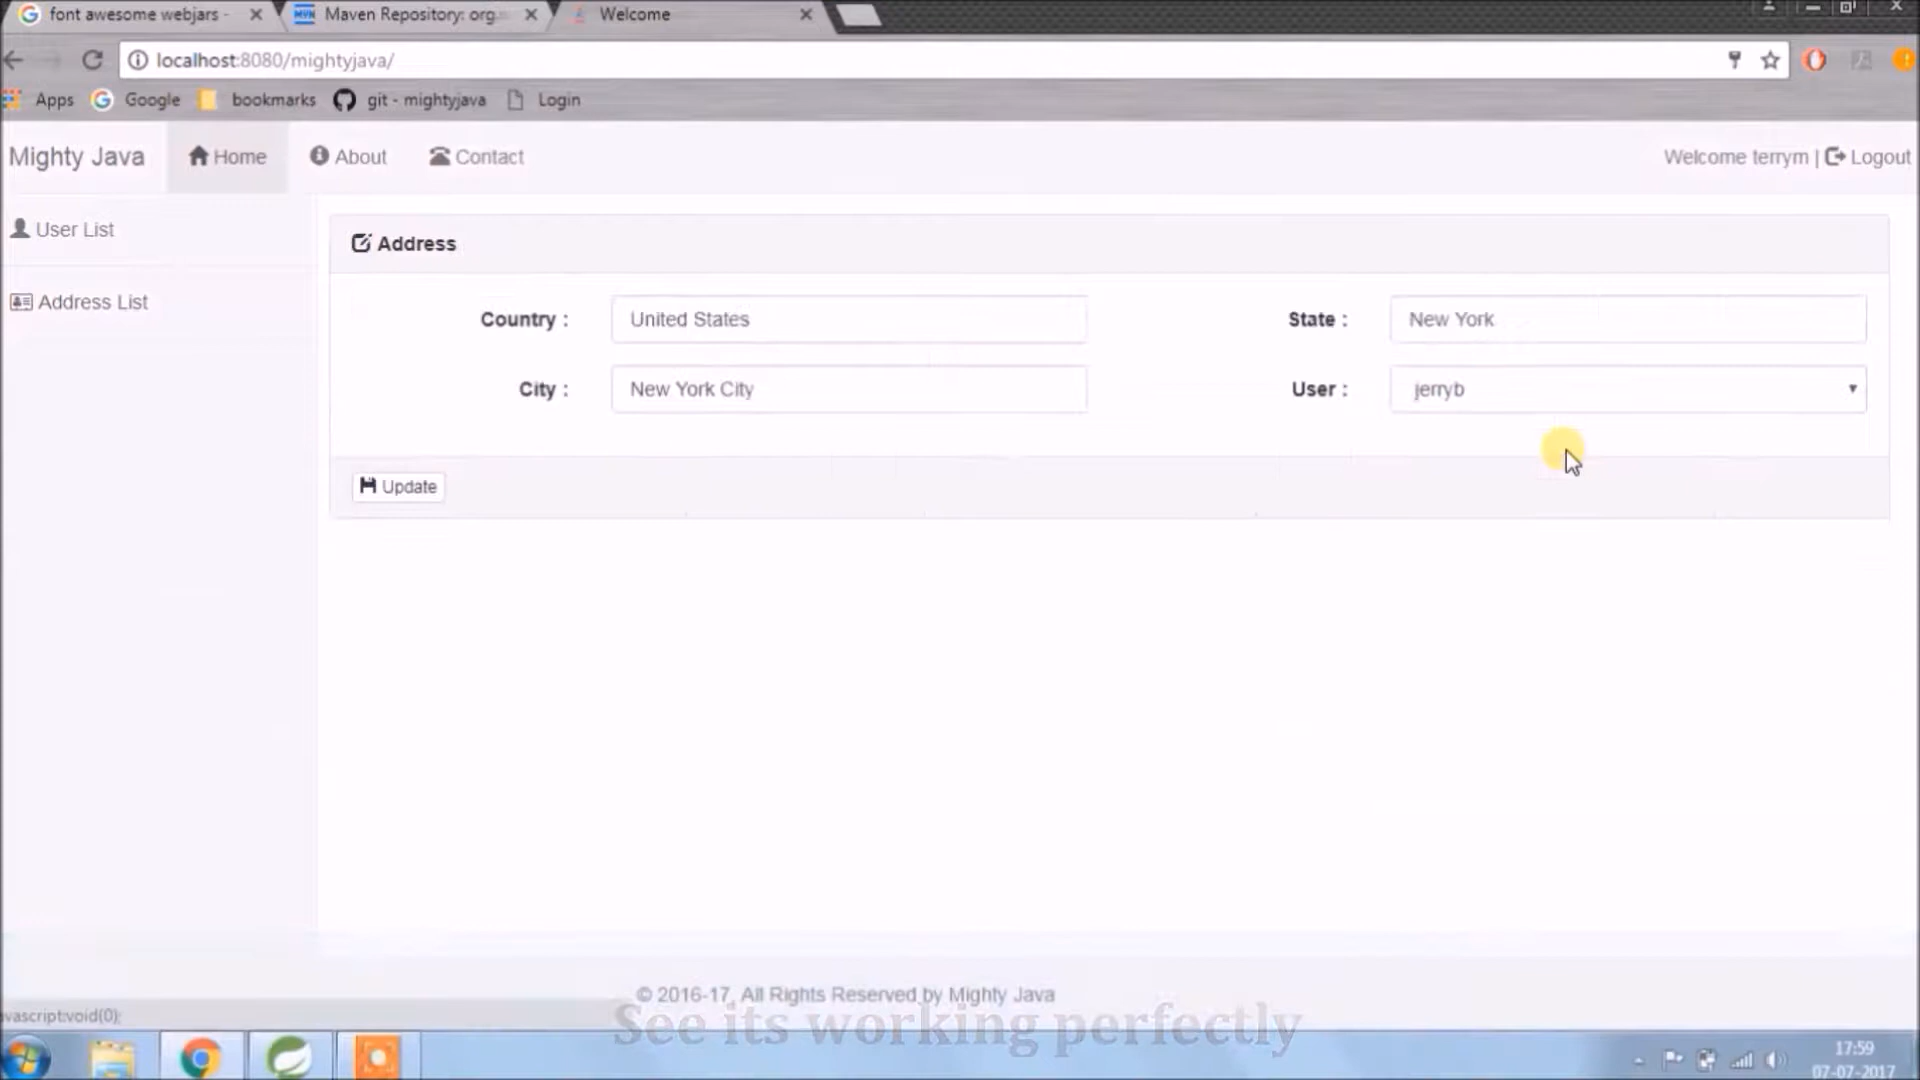 font awesome webjars -
Maven Repository: org.
Welcome
localhost:8080/mightyjava/
Apps Google bookmarks git - mightyjava Login
Mighty Java Home About Contact Welcome terrym | Logout
User List
Address List
Address
Country : United States State : New York
City : New York City User : jerryb
Update
© 2016-17, All Rights Reserved by Mighty Java
vascript:void(0);
See its working perfectly
17:59
07-07-2017